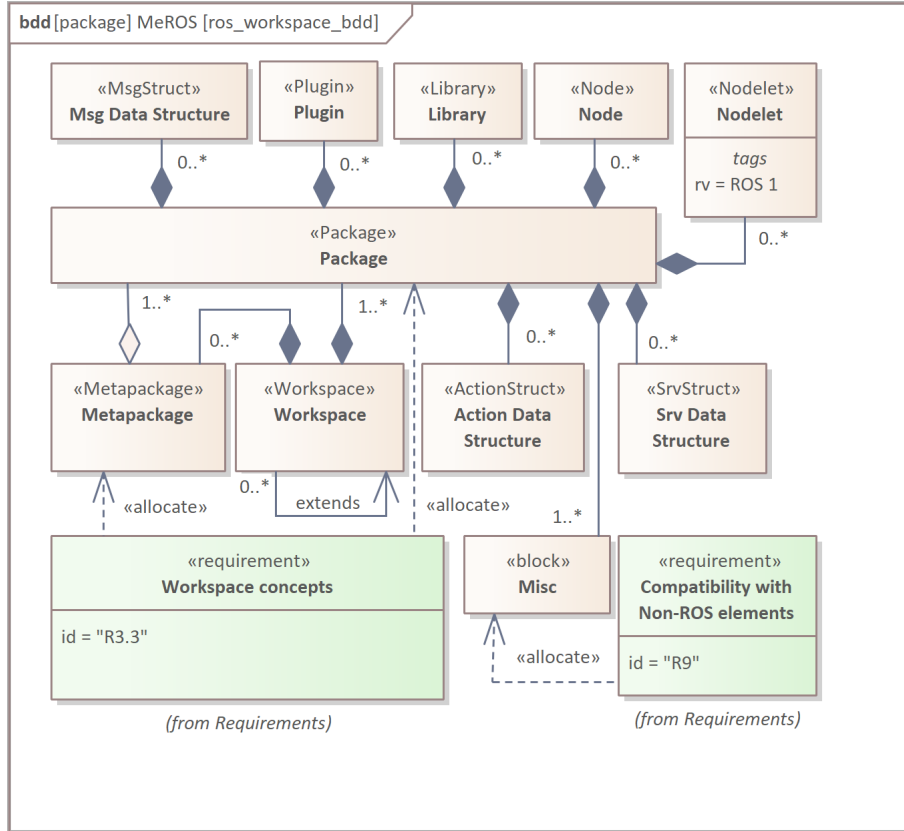 bdd [package] MeROS [ros_workspace_bdd]
«MsgStruct»
Msg Data Structure
«Plugin»
Plugin
«Library»
Library
«Node»
Node
«Nodelet»
Nodelet
tags
rv = ROS 1
0..*
0..*
0..*
0..*
0..*
«Package»
Package
1..*
0..*
1..*
0..*
0..*
«Metapackage»
Metapackage
«Workspace»
Workspace
«ActionStruct»
Action Data
Structure
«SrvStruct»
Srv Data
Structure
0..*
extends
«allocate»
«allocate»
1..*
«requirement»
Workspace concepts
id = "R3.3"
(from Requirements)
«block»
Misc
«allocate»
«requirement»
Compatibility with
Non-ROS elements
id = "R9"
(from Requirements)